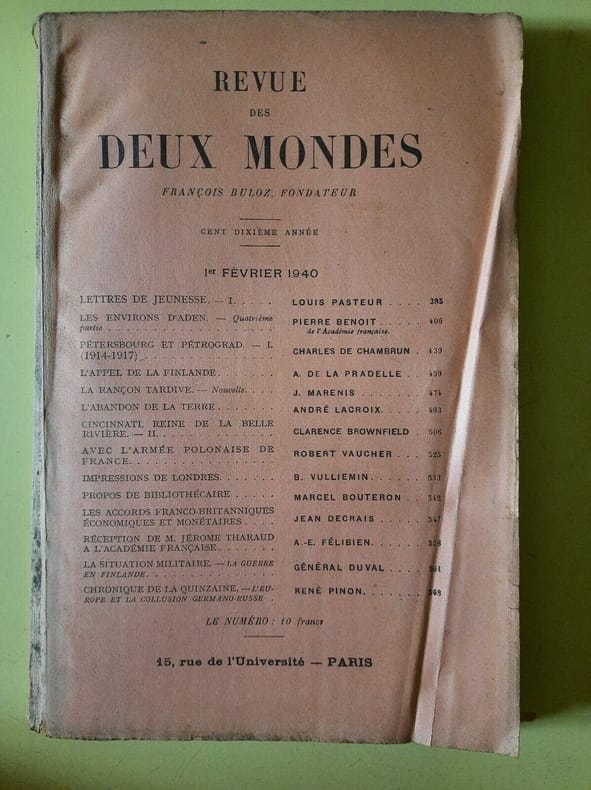 REVUE
DES
DEUX MONDES
FRANÇOIS BULOZ, FONDATEUR
CENT DIXIÈME ANNÉE
1er FÉVRIER 1940
LETTRES DE JEUNESSE. — I. . . . . LOUIS PASTEUR . . . . 385
LES ENVIRONS D'ADEN. — Quatrième
partie. . . . . . . . . . . . . . . . . . PIERRE BENOIT . . . . . 406
de l'Académie française.
PÉTERSBOURG ET PÉTROGRAD. — I.
(1914-1917) . . . . . . . . . . . . . . CHARLES DE CHAMBRUN . 439
L'APPEL DE LA FINLANDE . . . . . . A. DE LA PRADELLE . . 459
LA RANÇON TARDIVE. — Nouvelle. . . . J. MARENIS . . . . . . 474
L'ABANDON DE LA TERRE . . . . . . . ANDRÉ LACROIX. . . . . 493
CINCINNATI, REINE DE LA BELLE
RIVIÈRE. — II. . . . . . . . . . . . . CLARENCE BROWNFIELD . 506
AVEC L'ARMÉE POLONAISE DE
FRANCE. . . . . . . . . . . . . . . . . ROBERT VAUCHER . . . 525
IMPRESSIONS DE LONDRES. . . . . . . B. VULLIEMIN. . . . . . 533
PROPOS DE BIBLIOTHÉCAIRE . . . . . MARCEL BOUTERON . . 542
LES ACCORDS FRANCO-BRITANNIQUES
ÉCONOMIQUES ET MONÉTAIRES . . . . JEAN DECRAIS . . . . . 547
RÉCEPTION DE M. JÉROME THARAUD
A L'ACADÉMIE FRANÇAISE. . . . . . . A.-E. FÉLIBIEN. . . . . . 558
LA SITUATION MILITAIRE. — LA GUERRE
EN FINLANDE. . . . . . . . . . . . . . GÉNÉRAL DUVAL . . . . 561
CHRONIQUE DE LA QUINZAINE. — L'EU-
ROPE ET LA COLLUSION GERMANO-RUSSE . RENÉ PINON. . . . . . . 568
LE NUMÉRO : 10 francs
15, rue de l'Université — PARIS